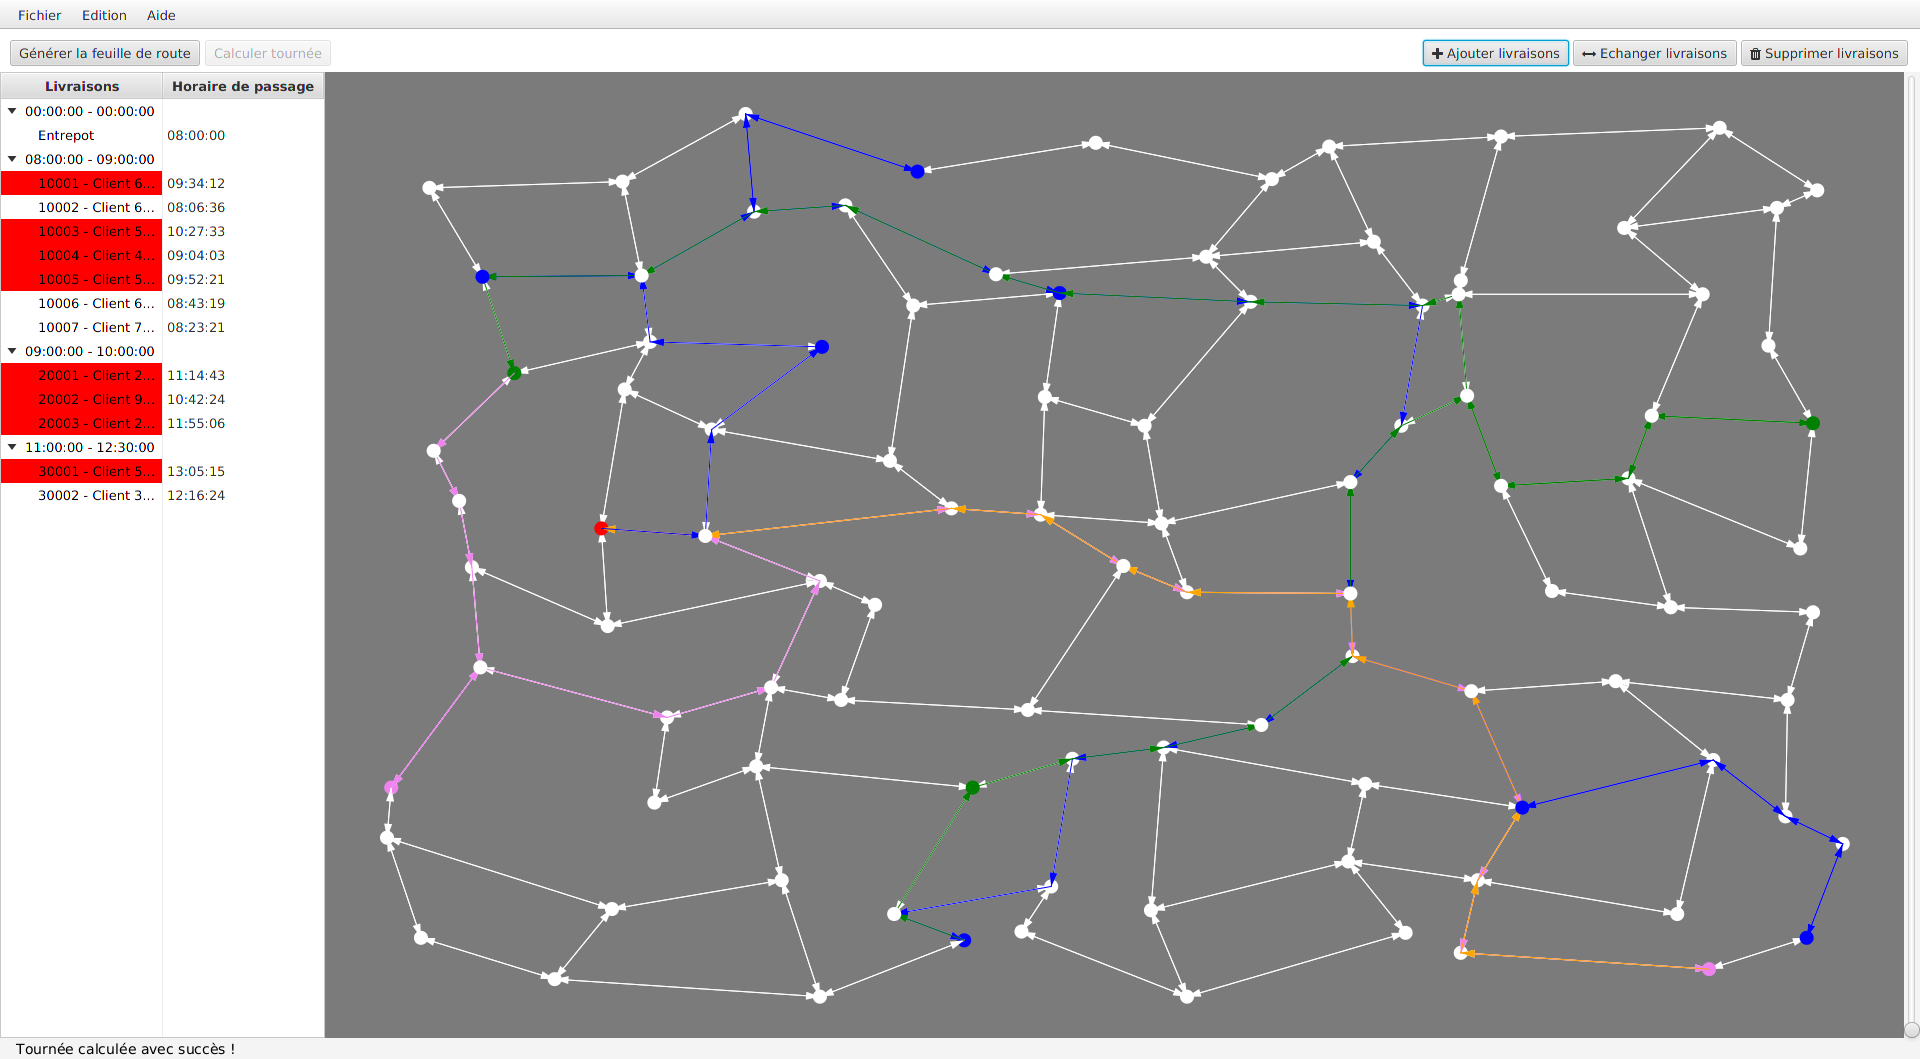 Fichier Edition Aide
Générer la feuille de route Calculer tournée Ajouter livraisons Echanger livraisons Supprimer livraisons
Livraisons Horaire de passage
00:00:00 - 00:00:00
Entrepot 08:00:00
08:00:00 - 09:00:00
10001 - Client 6... 09:34:12
10002 - Client 6... 08:06:36
10003 - Client 5... 10:27:33
10004 - Client 4... 09:04:03
10005 - Client 5... 09:52:21
10006 - Client 6... 08:43:19
10007 - Client 7... 08:23:21
09:00:00 - 10:00:00
20001 - Client 2... 11:14:43
20002 - Client 9... 10:42:24
20003 - Client 2... 11:55:06
11:00:00 - 12:30:00
30001 - Client 5... 13:05:15
30002 - Client 3... 12:16:24
Tournée calculée avec succès !